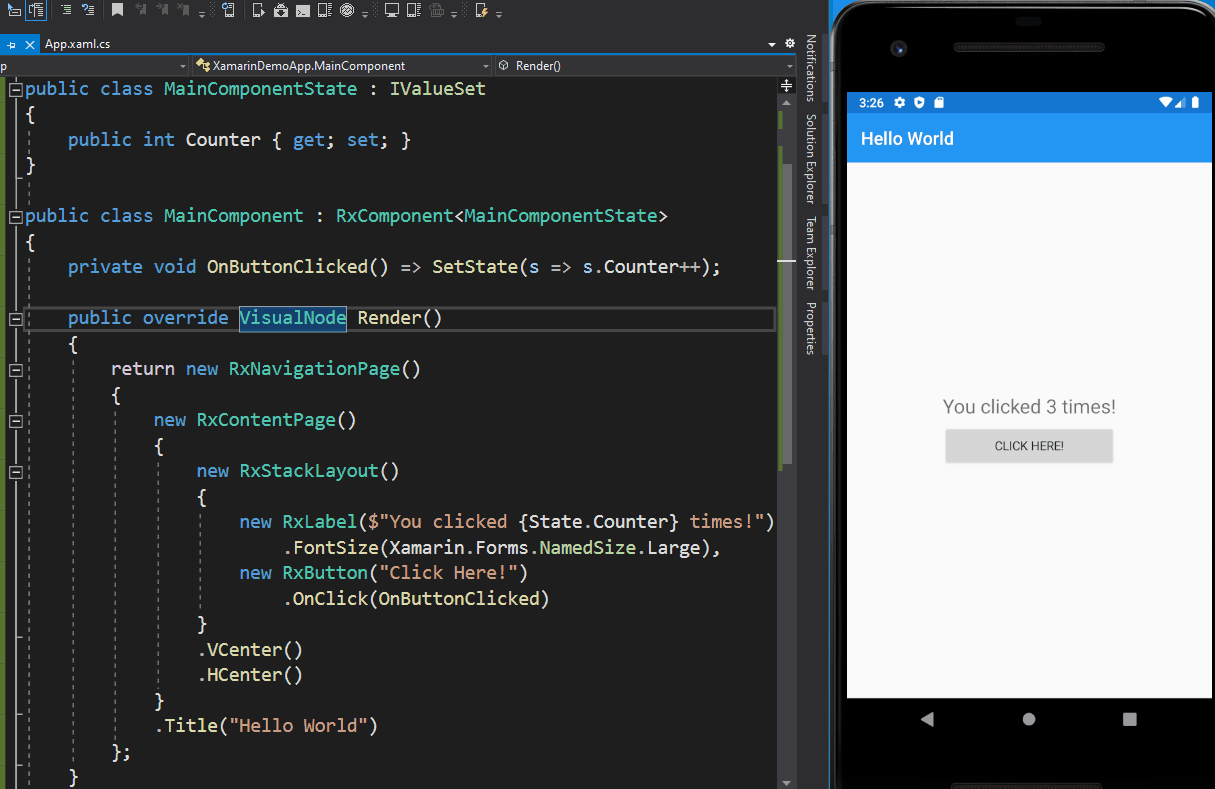 App.xaml.cs
p
XamarinDemoApp.MainComponent
Render()
public class MainComponentState : IValueSet
{
    public int Counter { get; set; }
}
public class MainComponent : RxComponent<MainComponentState>
{
    private void OnButtonClicked() => SetState(s => s.Counter++);
    public override VisualNode Render()
    {
        return new RxNavigationPage()
        {
            new RxContentPage()
            {
                new RxStackLayout()
                {
                    new RxLabel($"You clicked {State.Counter} times!")
                        .FontSize(Xamarin.Forms.NamedSize.Large),
                    new RxButton("Click Here!")
                        .OnClick(OnButtonClicked)
                }
                .VCenter()
                .HCenter()
            }
            .Title("Hello World")
        };
    }
Notifications
Solution Explorer
Team Explorer
Properties
3:26
Hello World
You clicked 3 times!
CLICK HERE!